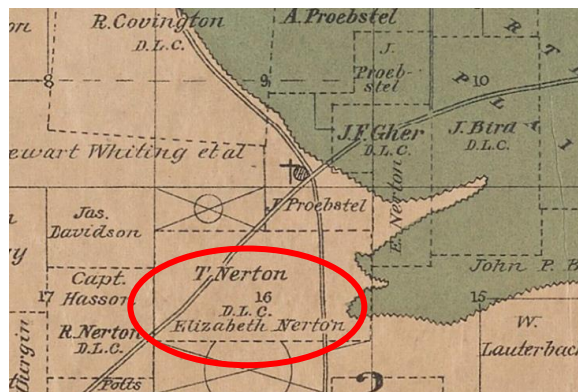 R. Covington
D.L.C.
A. Proebstel
J.
Proeb-
stel
8
9
10
R
T
P
L
A
I
J.F. Gher
D.L.C.
J. Bird
D.L.C.
ewart Whiting et al
E. Nerton
Jas.
Davidson
Proebstel
T. Nerton
16
D.L.C.
Elizabeth Nerton
Capt.
Hasson
17
R. Nerton
D.L.C.
Durgin
Potts
John P. B
15
W.
Lauterbach